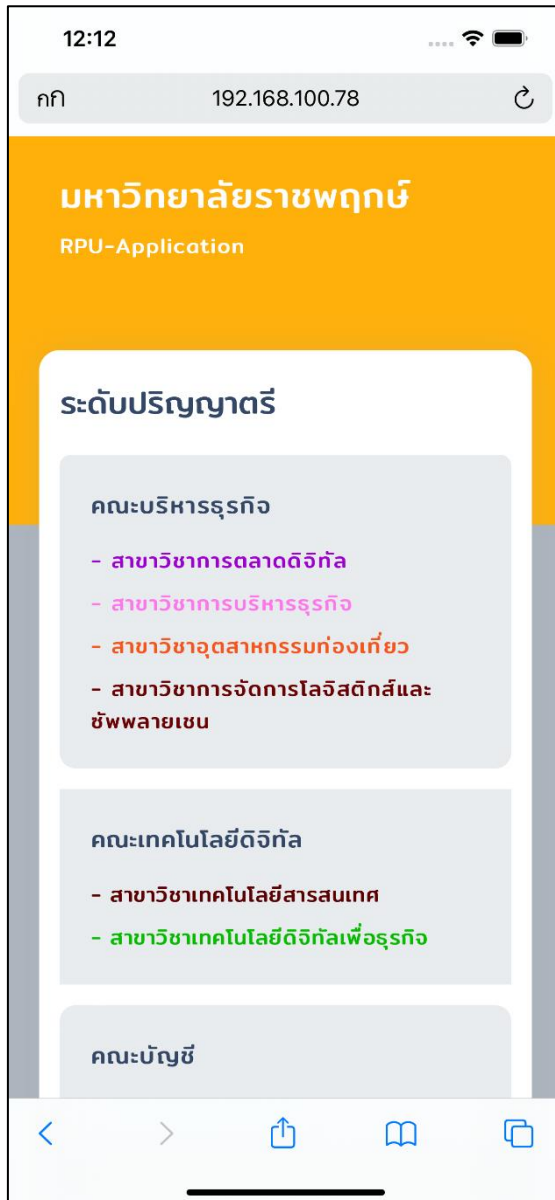 12:12
กกิ 192.168.100.78
มหาวิทยาลัยราชพฤกษ์
RPU-Application
ระดับปริญญาตรี
คณะบริหารธุรกิจ
- สาขาวิชาการตลาดดิจิทัล
- สาขาวิชาการบริหารธุรกิจ
- สาขาวิชาอุตสาหกรรมท่องเที่ยว
- สาขาวิชาการจัดการโลจิสติกส์และ
ซัพพลายเชน
คณะเทคโนโลยีดิจิทัล
- สาขาวิชาเทคโนโลยีสารสนเทศ
- สาขาวิชาเทคโนโลยีดิจิทัลเพื่อธุรกิจ
คณะบัญชี